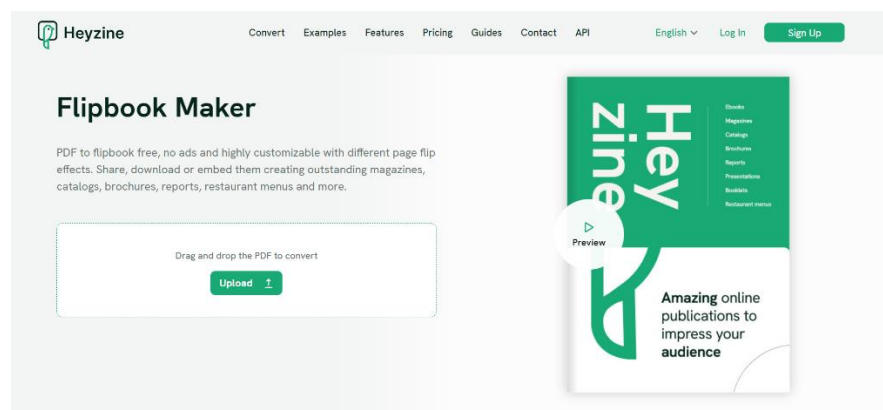 Heyzine
Convert Examples Features Pricing Guides Contact API
English Log In Sign Up
Flipbook Maker
PDF to flipbook free, no ads and highly customizable with different page flip
effects. Share, download or embed them creating outstanding magazines,
catalogs, brochures, reports, restaurant menus and more.
Drag and drop the PDF to convert
Upload
Hey
zine
Ebooks
Magazines
Catalogs
Brochures
Reports
Presentations
Booklets
Restaurant menus
Preview
Amazing online
publications to
impress your
audience